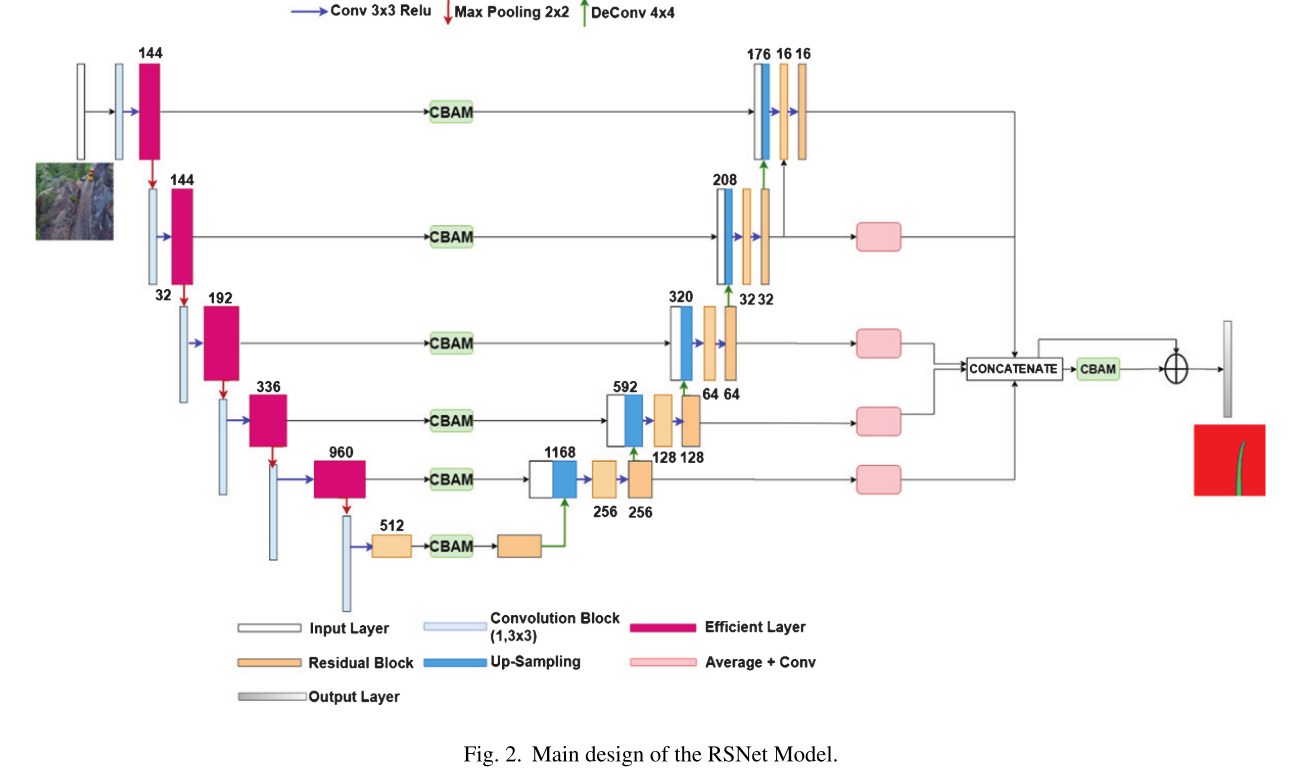 Conv 3x3 Relu Max Pooling 2x2 DeConv 4x4
144 176 16 16
CBAM
144 208
CBAM
32 192 320 32 32
CBAM
CONCATENATE CBAM
336 592 64 64
CBAM
960 1168 128 128
CBAM
256 256
512
CBAM
Input Layer Convolution Block Efficient Layer
(1,3x3)
Residual Block Up-Sampling Average + Conv
Output Layer
Fig. 2. Main design of the RSNet Model.